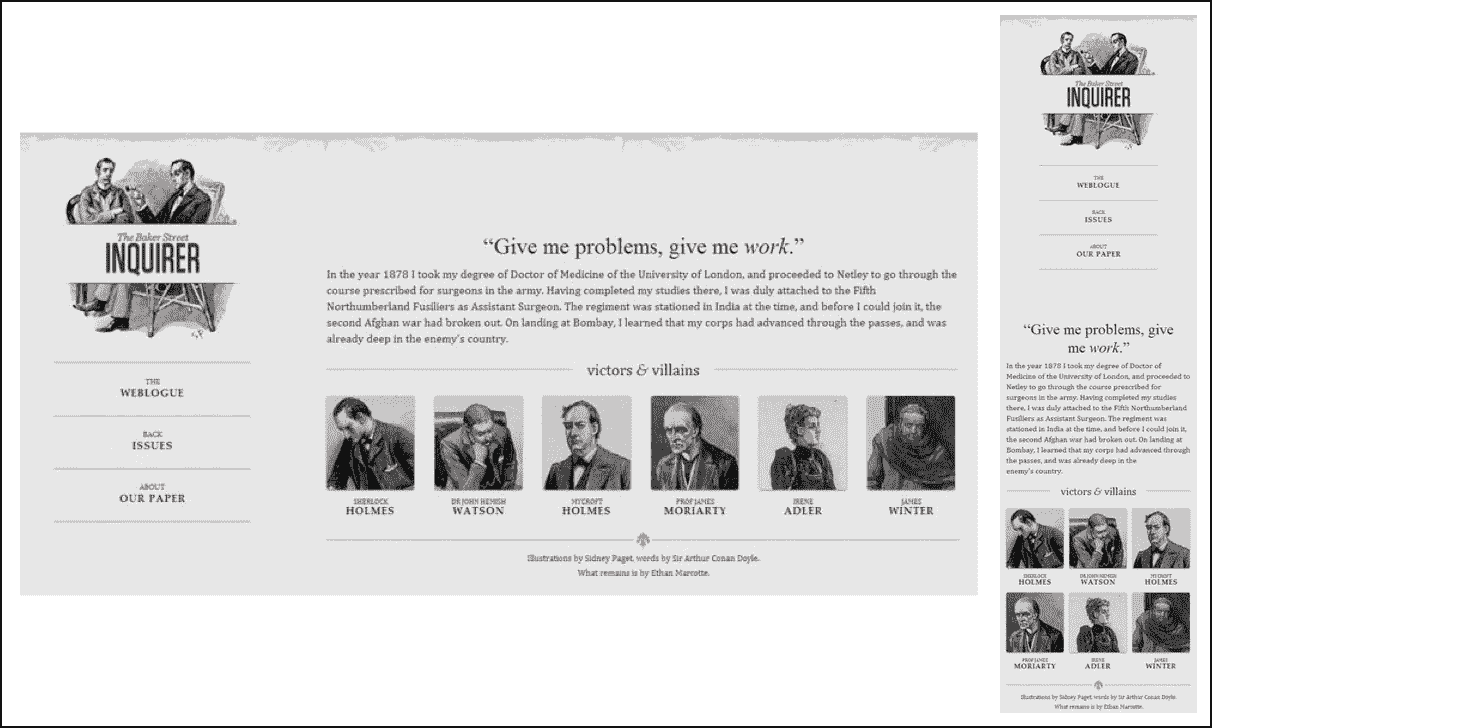 The Baker Street
INQUIRER
THE
WEBLOGUE
BACK
ISSUES
ABOUT
OUR PAPER
“Give me problems, give me work.”
In the year 1878 I took my degree of Doctor of Medicine of the University of London, and proceeded to Netley to go through the
course prescribed for surgeons in the army. Having completed my studies there, I was duly attached to the Fifth
Northumberland Fusiliers as Assistant Surgeon. The regiment was stationed in India at the time, and before I could join it, the
second Afghan war had broken out. On landing at Bombay, I learned that my corps had advanced through the passes, and was
already deep in the enemy’s country.
victors & villains
SHERLOCK
HOLMES
DR JOHN HEMISH
WATSON
MYCROFT
HOLMES
PROF JAMES
MORIARTY
IRENE
ADLER
JAMES
WINTER
Illustrations by Sidney Paget, words by Sir Arthur Conan Doyle.
What remains is by Ethan Marcotte.
The Baker Street
INQUIRER
THE
WEBLOGUE
BACK
ISSUES
ABOUT
OUR PAPER
“Give me problems, give
me work.”
In the year 1878 I took my degree of Doctor of
Medicine of the University of London, and proceeded to
Netley to go through the course prescribed for
surgeons in the army. Having completed my studies
there, I was duly attached to the Fifth Northumberland
Fusiliers as Assistant Surgeon. The regiment was
stationed in India at the time, and before I could join it,
the second Afghan war had broken out. On landing at
Bombay, I learned that my corps had advanced through
the passes, and was already deep in the
enemy’s country.
victors & villains
SHERLOCK
HOLMES
DR JOHN HEMISH
WATSON
MYCROFT
HOLMES
PROF JAMES
MORIARTY
IRENE
ADLER
JAMES
WINTER
Illustrations by Sidney Paget, words by Sir Arthur Conan Doyle.
What remains is by Ethan Marcotte.